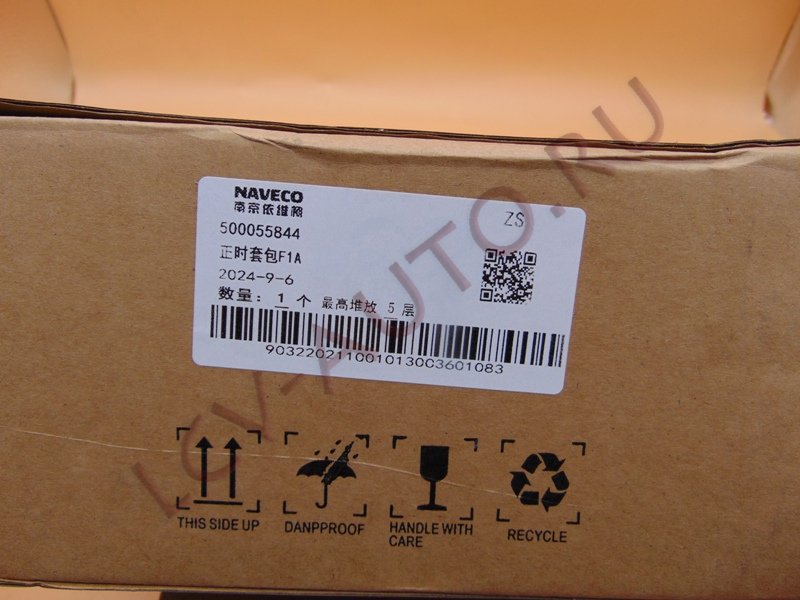 NAVECO
南京依维柯
ZS
500055844
正时套包F1A
2024-9-6
数量: 1 个 最高堆放 5 层
9032202110010130C3601083
THIS SIDE UP
DANPPROOF
HANDLE WITH
CARE
RECYCLE
LCV-AUTO.RU